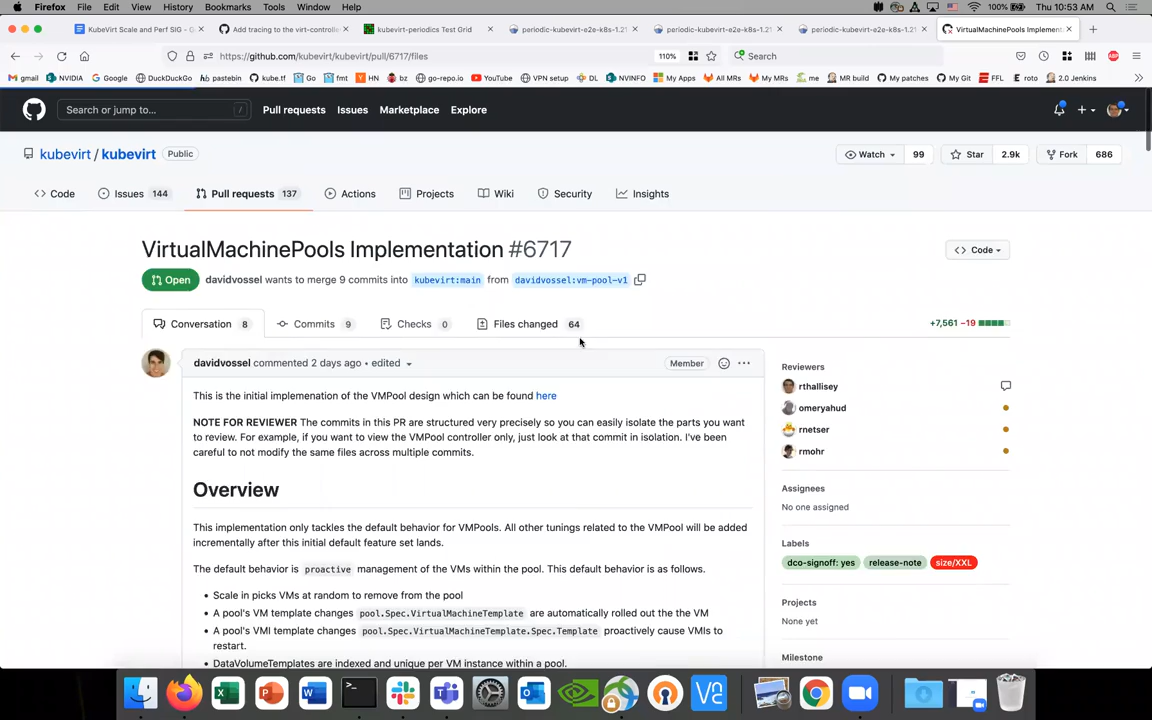 Firefox File Edit View History Bookmarks Tools Window Help 100% Thu 10:53 AM
KubeVirt Scale and Perf SIG - Add tracing to the virt-controlle kubevirt-periodics Test Grid periodic-kubevirt-e2e-k8s-1.21 periodic-kubevirt-e2e-k8s-1.21 periodic-kubevirt-e2e-k8s-1.21 VirtualMachinePools Implement
https://github.com/kubevirt/kubevirt/pull/6717/files 110% Search
gmail NVIDIA Google DuckDuckGo pastebin kube.tf Go fmt HN bz go-repo.io YouTube VPN setup DL NVINFO My Apps All MRs My MRs me MR build My patches My Git FFL roto 2.0 Jenkins
Search or jump to... / Pull requests Issues Marketplace Explore
kubevirt / kubevirt Public Watch 99 Star 2.9k Fork 686
Code Issues 144 Pull requests 137 Actions Projects Wiki Security Insights
VirtualMachinePools Implementation #6717 Code
Open davidvossel wants to merge 9 commits into kubevirt:main from davidvossel:vm-pool-v1
Conversation 8 Commits 9 Checks 0 Files changed 64 +7,561 −19
davidvossel commented 2 days ago • edited Member
This is the initial implemenation of the VMPool design which can be found here
NOTE FOR REVIEWER The commits in this PR are structured very precisely so you can easily isolate the parts you want
to review. For example, if you want to view the VMPool controller only, just look at that commit in isolation. I've been
careful to not modify the same files across multiple commits.
Overview
This implementation only tackles the default behavior for VMPools. All other tunings related to the VMPool will be added
incrementally after this initial default feature set lands.
The default behavior is proactive management of the VMs within the pool. This default behavior is as follows.
• Scale in picks VMs at random to remove from the pool
• A pool's VM template changes pool.Spec.VirtualMachineTemplate are automatically rolled out the the VM
• A pool's VMI template changes pool.Spec.VirtualMachineTemplate.Spec.Template proactively cause VMIs to
restart.
• DataVolumeTemplates are indexed and unique per VM instance within a pool.
Reviewers
rthallisey
omeryahud
rnetser
rmohr
Assignees
No one assigned
Labels
dco-signoff: yes release-note size/XXL
Projects
None yet
Milestone